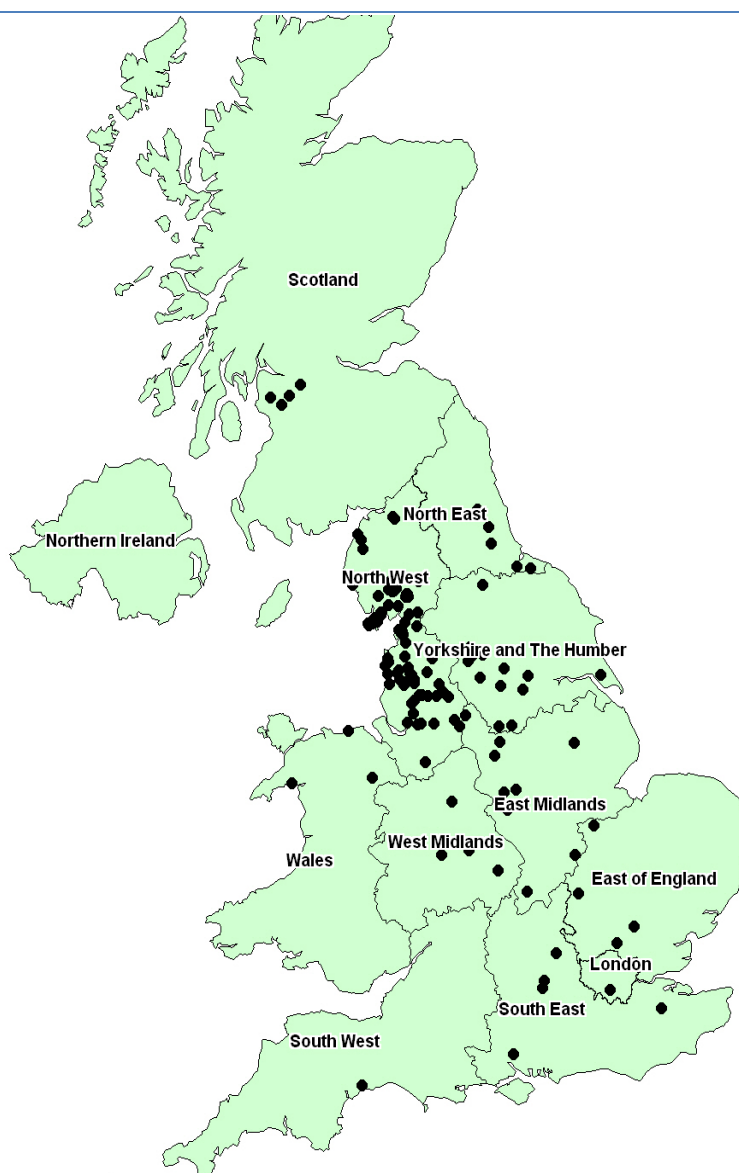 Scotland
North East
Northern Ireland
North West
Yorkshire and The Humber
East Midlands
West Midlands
Wales
East of England
London
South East
South West